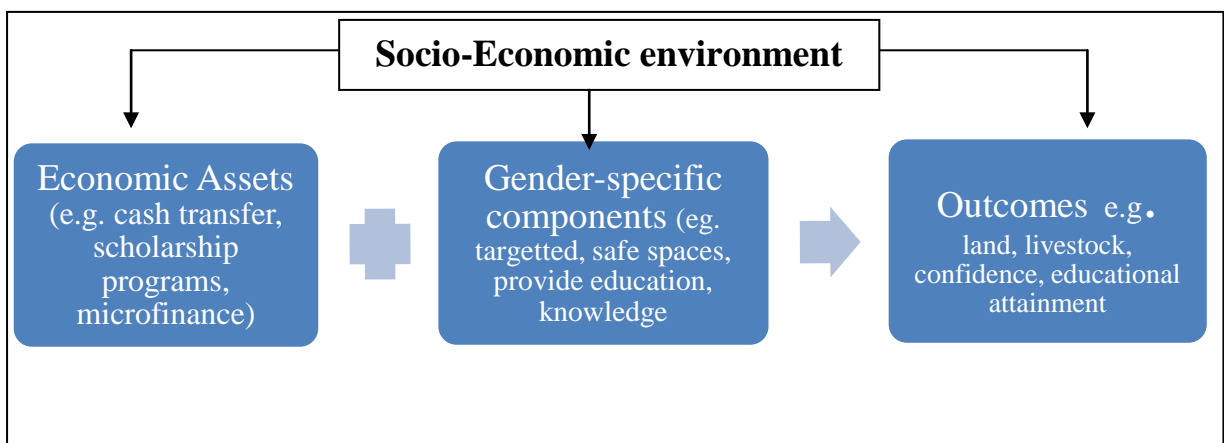 Socio-Economic environment
Economic Assets
(e.g. cash transfer,
scholarship
programs,
microfinance)
Gender-specific
components (eg.
targetted, safe spaces,
provide education,
knowledge
Outcomes e.g.
land, livestock,
confidence, educational
attainment